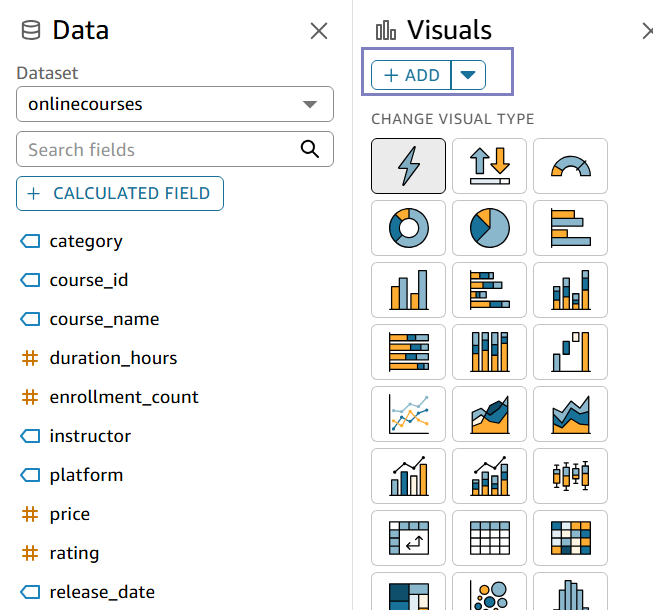 Data
Dataset
onlinecourses
Search fields
+ CALCULATED FIELD
category
course_id
course_name
# duration_hours
# enrollment_count
instructor
platform
# price
# rating
release_date
Visuals
+ ADD
CHANGE VISUAL TYPE